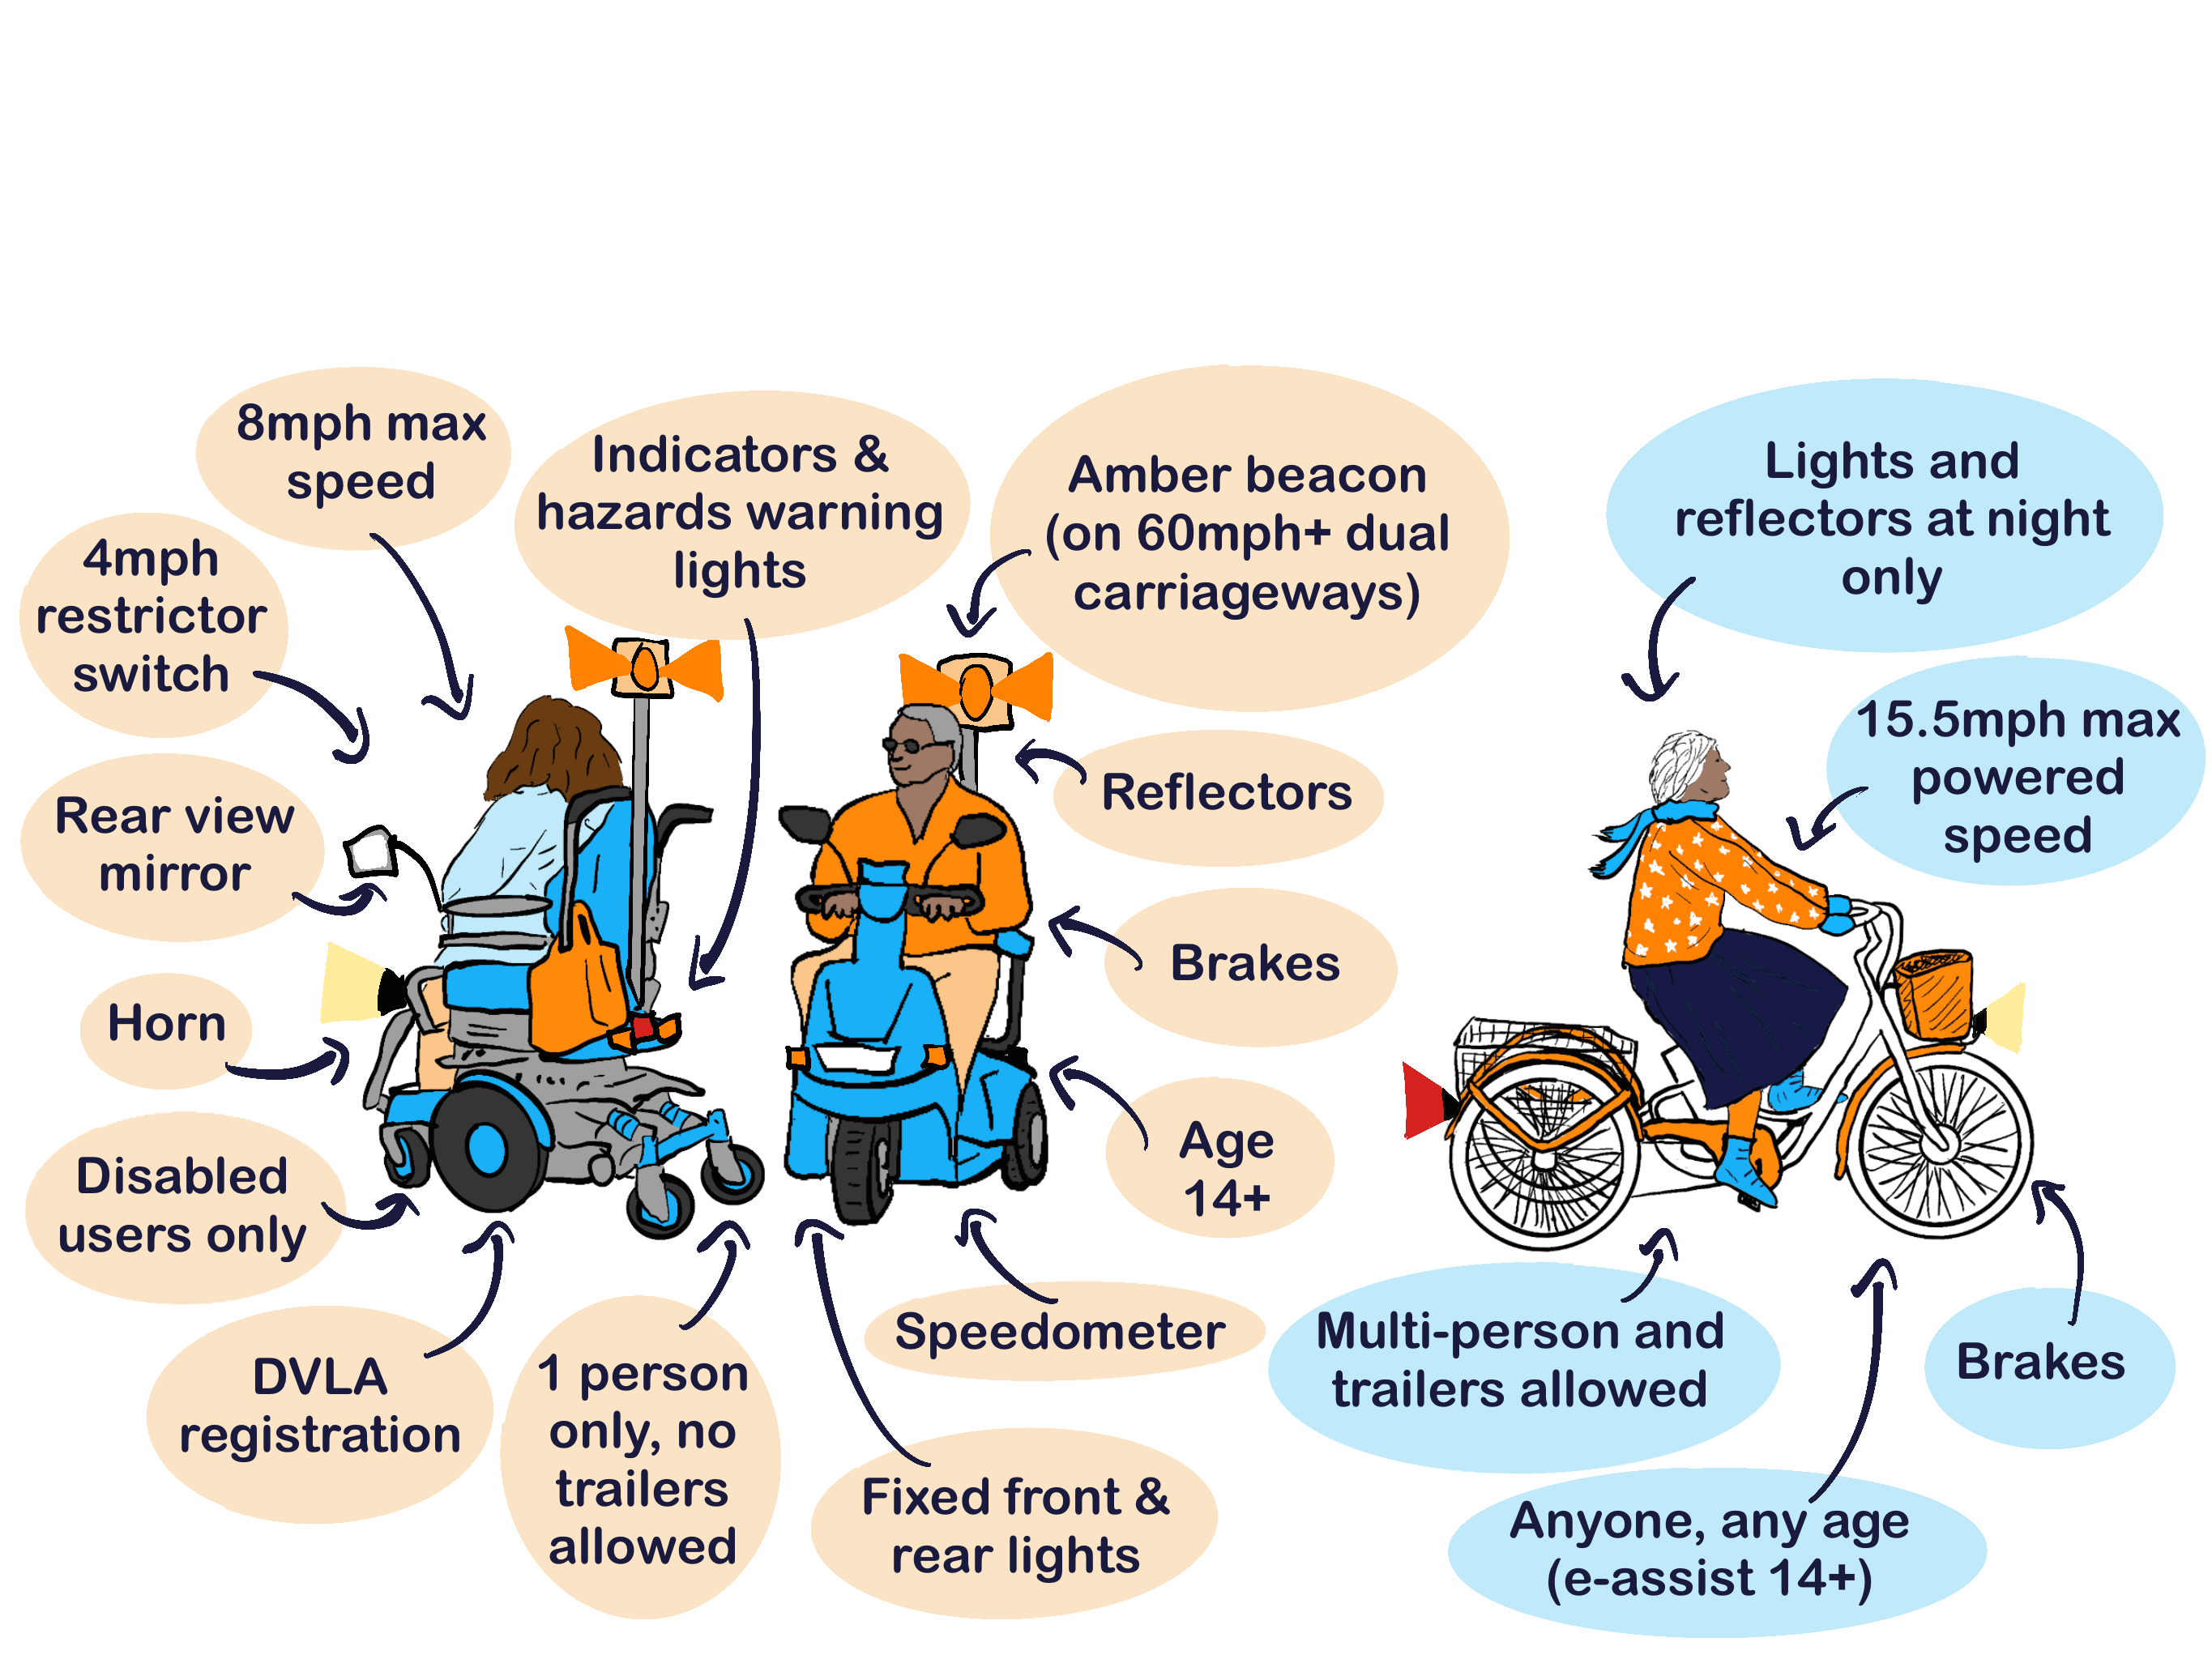 8mph max
speed
4mph
restrictor
switch
Rear view
mirror
Horn
Disabled
users only
DVLA
registration
1 person
only, no
trailers
allowed
Indicators &
hazards warning
lights
Amber beacon
(on 60mph+ dual
carriageways)
Reflectors
Brakes
Age
14+
Speedometer
Fixed front &
rear lights
Lights and
reflectors at night
only
15.5mph max
powered
speed
Multi-person and
trailers allowed
Brakes
Anyone, any age
(e-assist 14+)